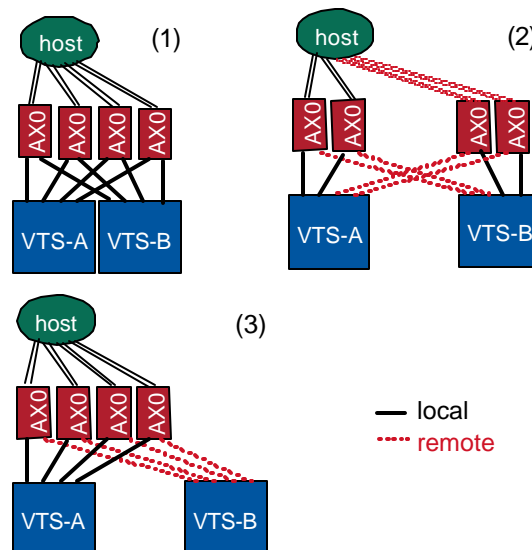 host
(1)
AX0
AX0
AX0
AX0
VTS-A
VTS-B
host
(2)
AX0
AX0
AX0
AX0
VTS-A
VTS-B
host
(3)
AX0
AX0
AX0
AX0
VTS-A
VTS-B
local
remote